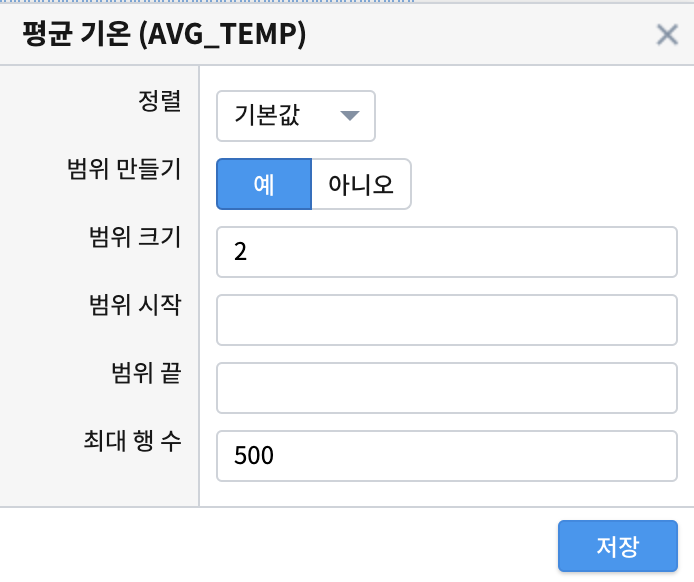 평균 기온 (AVG_TEMP)
정렬
기본값
범위 만들기
예
아니오
범위 크기
2
범위 시작
범위 끝
최대 행 수
500
저장